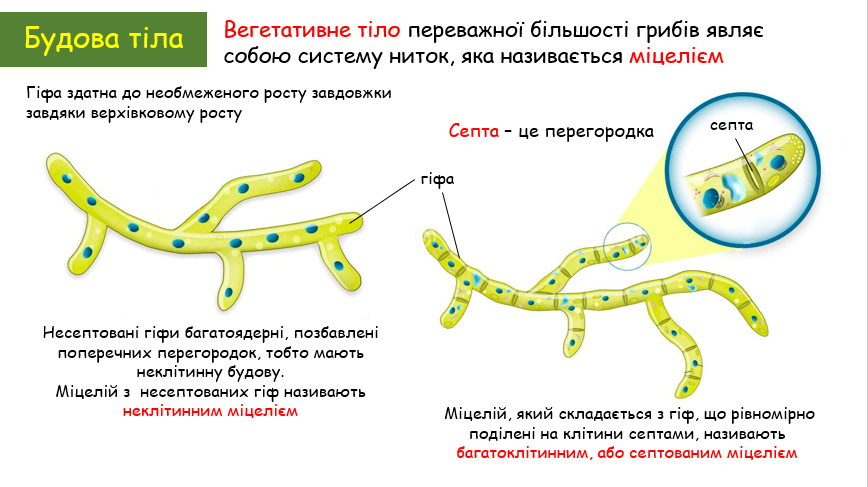 Будова тіла
Вегетативне тіло переважної більшості грибів являє
собою систему ниток, яка називається міцелієм
Гіфа здатна до необмеженого росту завдовжки
завдяки верхівковому росту
Септа – це перегородка
септа
гіфа
Несептовані гіфи багатоядерні, позбавлені
поперечних перегородок, тобто мають
неклітинну будову.
Міцелій з несептованих гіф називають
неклітинним міцелієм
Міцелій, який складається з гіф, що рівномірно
поділені на клітини септами, називають
багатоклітинним, або септованим міцелієм